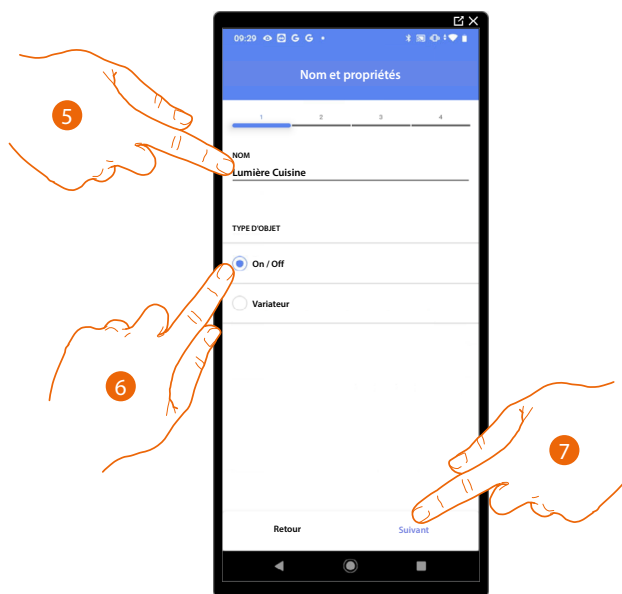 09:29 G G
Nom et propriétés
1 2 3 4
NOM
5
Lumière Cuisine
TYPE D'OBJET
On / Off
Variateur
6
7
Retour Suivant